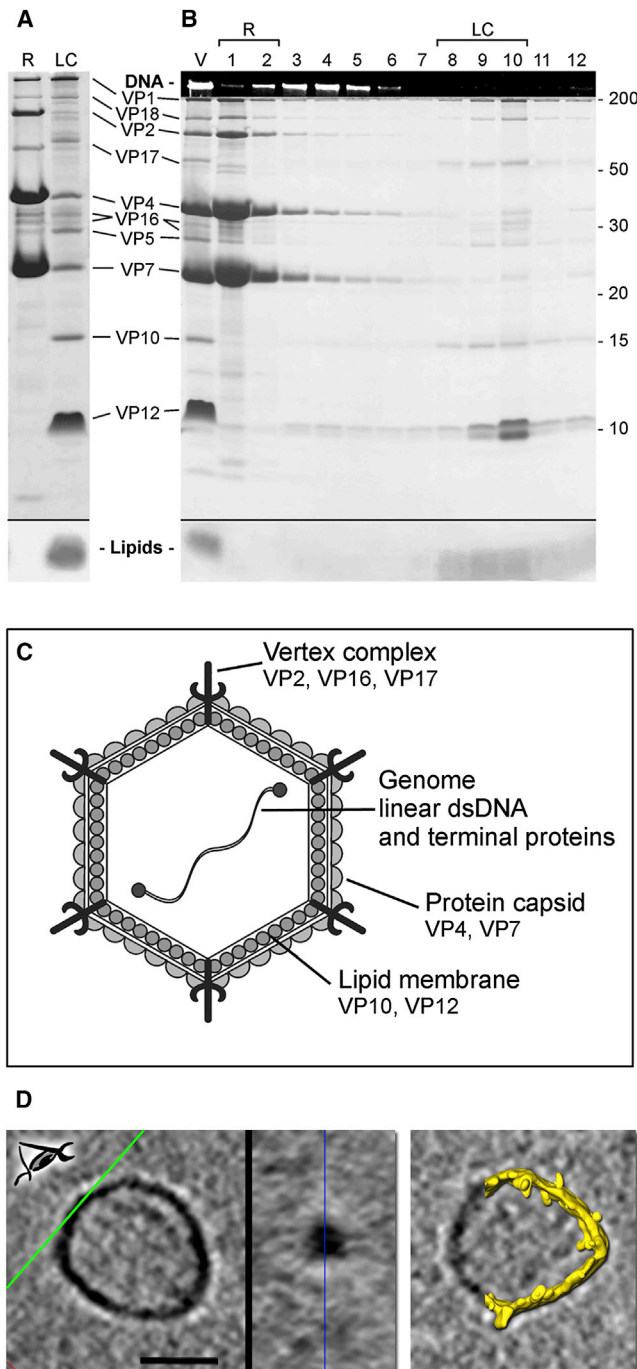 A
B
R
LC
R LC
V 1 2 3 4 5 6 7 8 9 10 11 12
DNA -
VP1
VP18
VP2
VP17
VP4
VP16
VP5
VP7
VP10
VP12
- 200
- 50
- 30
- 20
- 15
- 10
- Lipids -
C
Vertex complex
VP2, VP16, VP17
Genome
linear dsDNA
and terminal proteins
Protein capsid
VP4, VP7
Lipid membrane
VP10, VP12
D